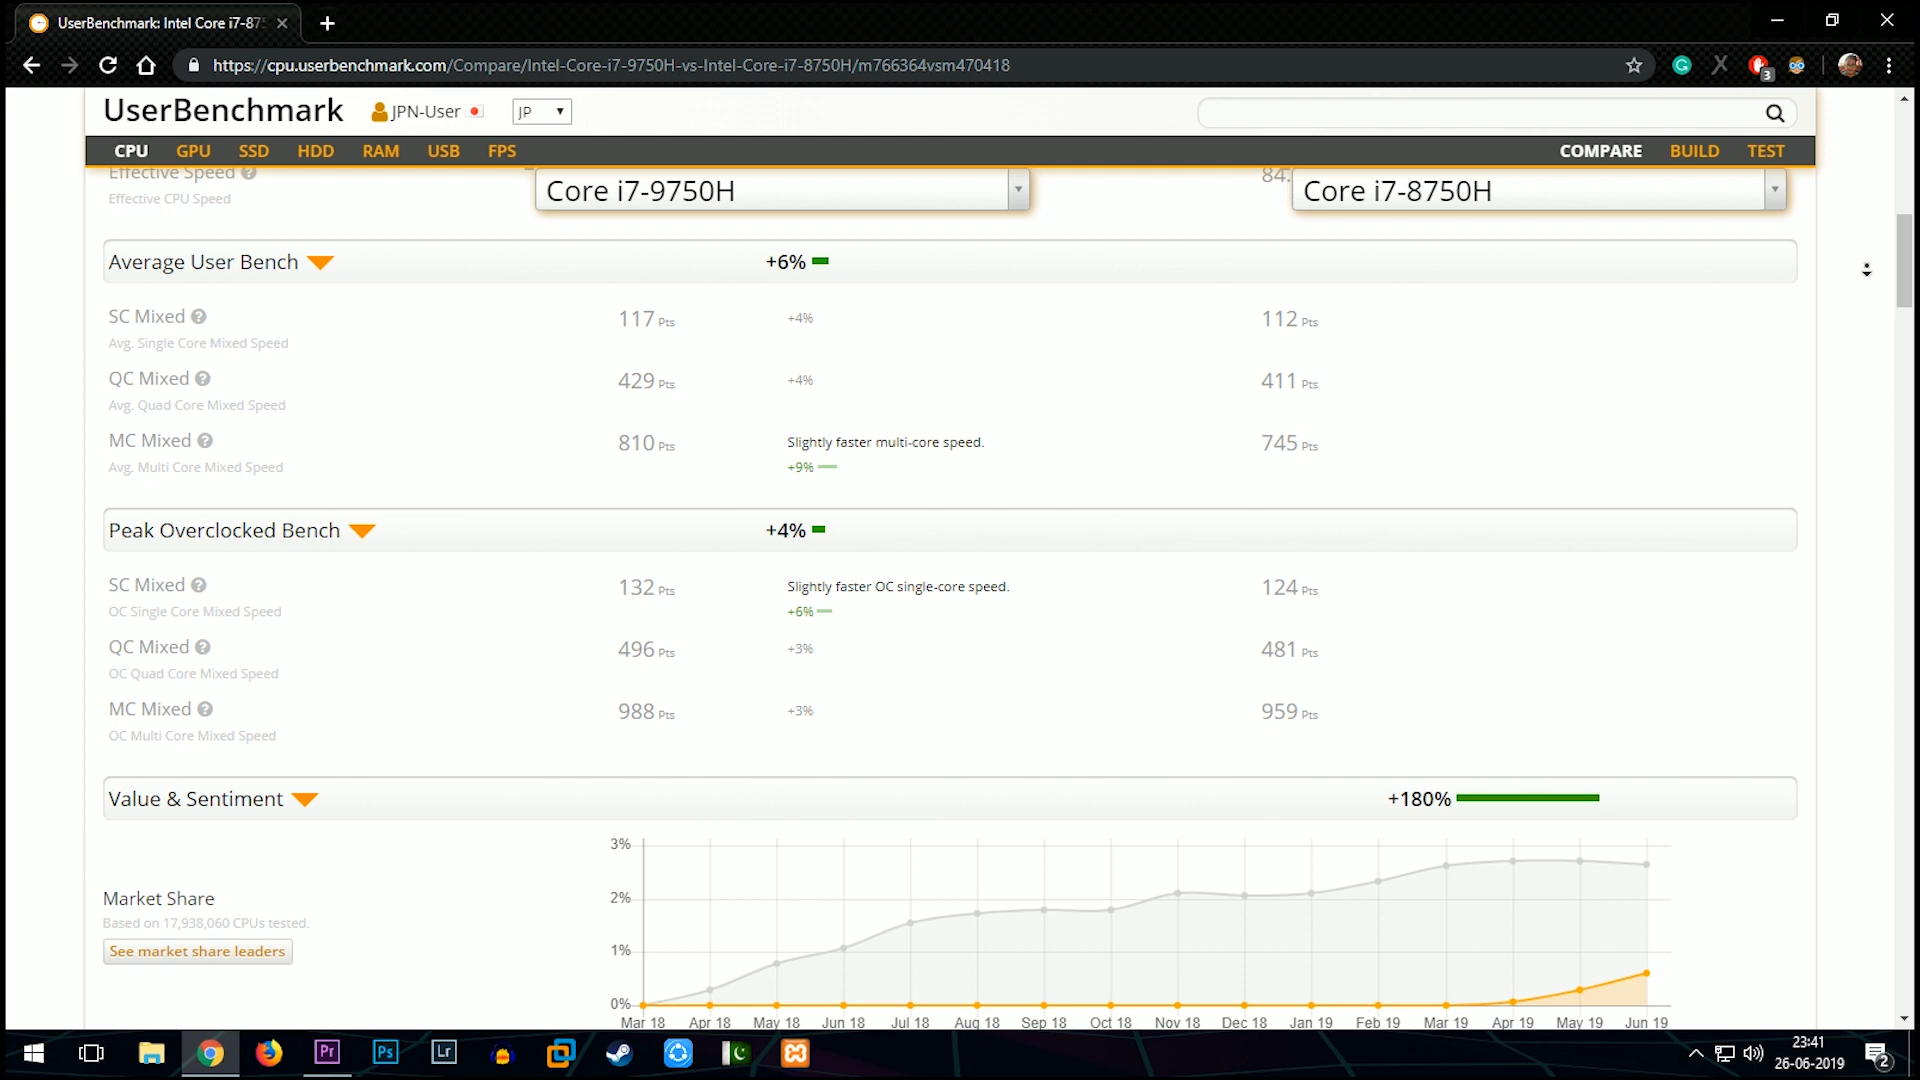 UserBenchmark: Intel Core i7-87
https://cpu.userbenchmark.com/Compare/Intel-Core-i7-9750H-vs-Intel-Core-i7-8750H/m766364vsm470418
3
UserBenchmark
JPN-User
JP
CPU GPU SSD HDD RAM USB FPS
COMPARE BUILD TEST
Effective Speed
Effective CPU Speed
Core i7-9750H
84.
Core i7-8750H
Average User Bench
+6%
SC Mixed
117 Pts
+4%
112 Pts
Avg. Single Core Mixed Speed
QC Mixed
429 Pts
+4%
411 Pts
Avg. Quad Core Mixed Speed
MC Mixed
810 Pts
Slightly faster multi-core speed.
745 Pts
Avg. Multi Core Mixed Speed
+9%
Peak Overclocked Bench
+4%
SC Mixed
132 Pts
Slightly faster OC single-core speed.
124 Pts
OC Single Core Mixed Speed
+6%
QC Mixed
496 Pts
+3%
481 Pts
OC Quad Core Mixed Speed
MC Mixed
988 Pts
+3%
959 Pts
OC Multi Core Mixed Speed
Value & Sentiment
+180%
3%
2%
1%
0%
Market Share
Based on 17,938,060 CPUs tested.
See market share leaders
Mar 18 Apr 18 May 18 Jun 18 Jul 18 Aug 18 Sep 18 Oct 18 Nov 18 Dec 18 Jan 19 Feb 19 Mar 19 Apr 19 May 19 Jun 19
Pr
Ps
Lr
23:41
26-06-2019
2